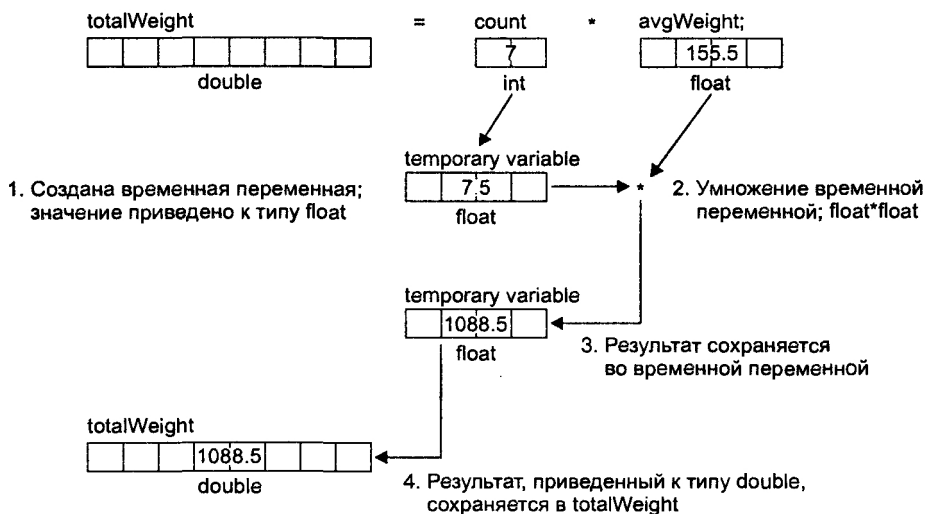 totalWeight = count * avgWeight;
7 155.5
double int float
temporary variable
1. Создана временная переменная;
значение приведено к типу float
7.5 *
float
2. Умножение временной
переменной; float*float
temporary variable
1088.5
float
3. Результат сохраняется
во временной переменной
totalWeight
1088.5
double
4. Результат, приведенный к типу double,
сохраняется в totalWeight